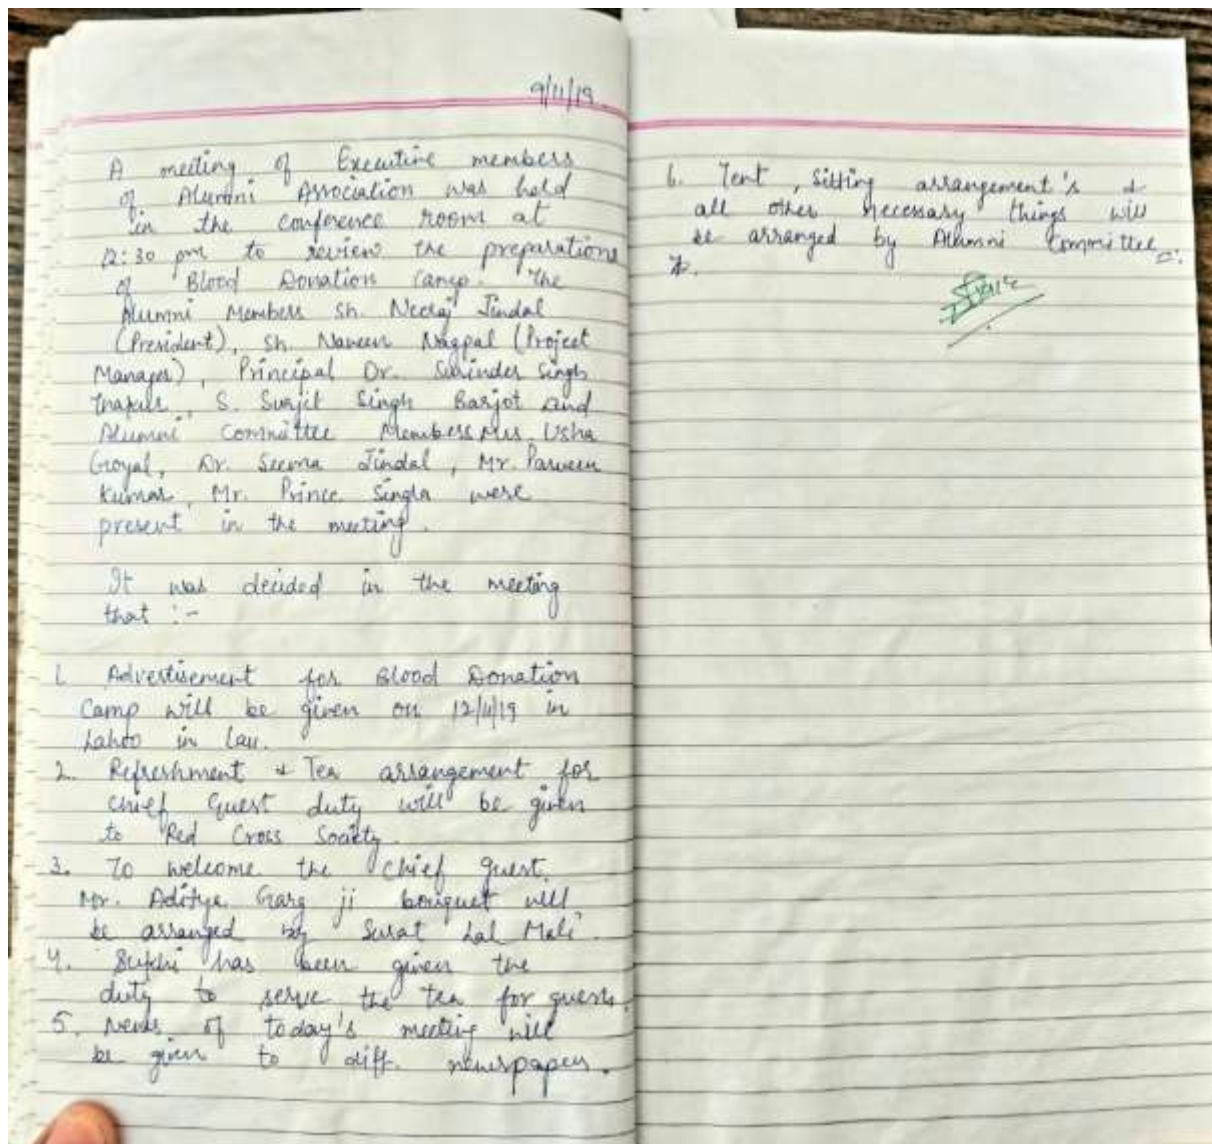 9/11/19
A meeting of Executive members
of Alumni Association was held
in the conference room at
12:30 pm to review the preparations
of Blood Donation Camp. The
Alumni Members Sh. Neeraj Jindal
(President), Sh. Naveen Nagpal (Project
Manager), Principal Dr. Surinder Singh
Thakur, S. Surjit Singh Barjot and
Alumni Committee Members Mrs. Usha
Goyal, Dr. Seema Jindal, Mr. Parveen
Kumar, Mr. Prince Singla were
present in the meeting.
It was decided in the meeting
that :-
1. Advertisement for Blood Donation
Camp will be given on 12/11/19 in
in Lau.
2. Refreshment & Tea arrangement for
Chief Guest duty will be given
to Red Cross Society.
3. To welcome the Chief guest.
Mr. Aditya Garg ji bouquet will
be arranged by Surat Lal Mali.
4. has been given the
duty to serve the tea for guests.
5. News of today's meeting will
be given to diff. newspapers.
6. Tent, sitting arrangement's &
all other necessary things will
be arranged by Alumni Committee